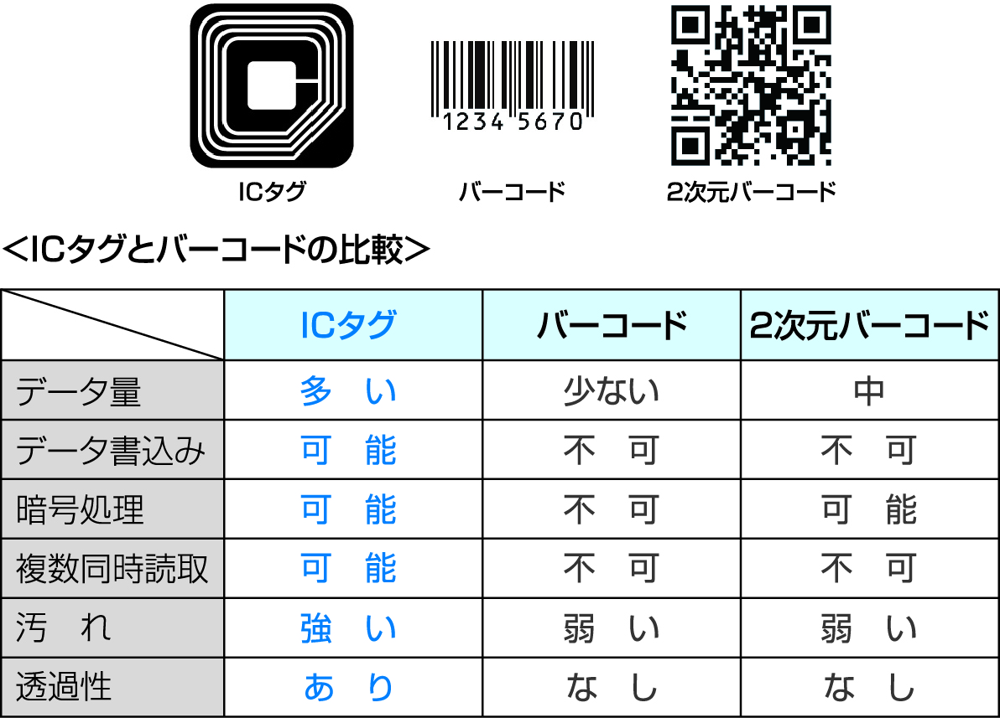 1234 5670
ICタグ バーコード 2次元バーコード
＜ICタグとバーコードの比較＞
ICタグ バーコード 2次元バーコード
データ量 多い 少ない 中
データ書込み 可能 不可 不可
暗号処理 可能 不可 可能
複数同時読取 可能 不可 不可
汚れ 強い 弱い 弱い
透過性 あり なし なし